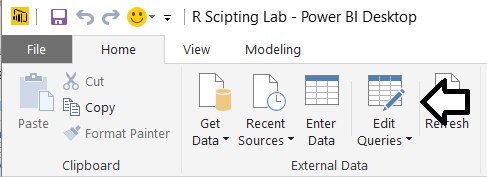 R Scipting Lab - Power BI Desktop
File Home View Modeling
Paste
Cut
Copy
Format Painter
Get
Data
Recent
Sources
Enter
Data
Edit
Queries
Refresh
Clipboard
External Data